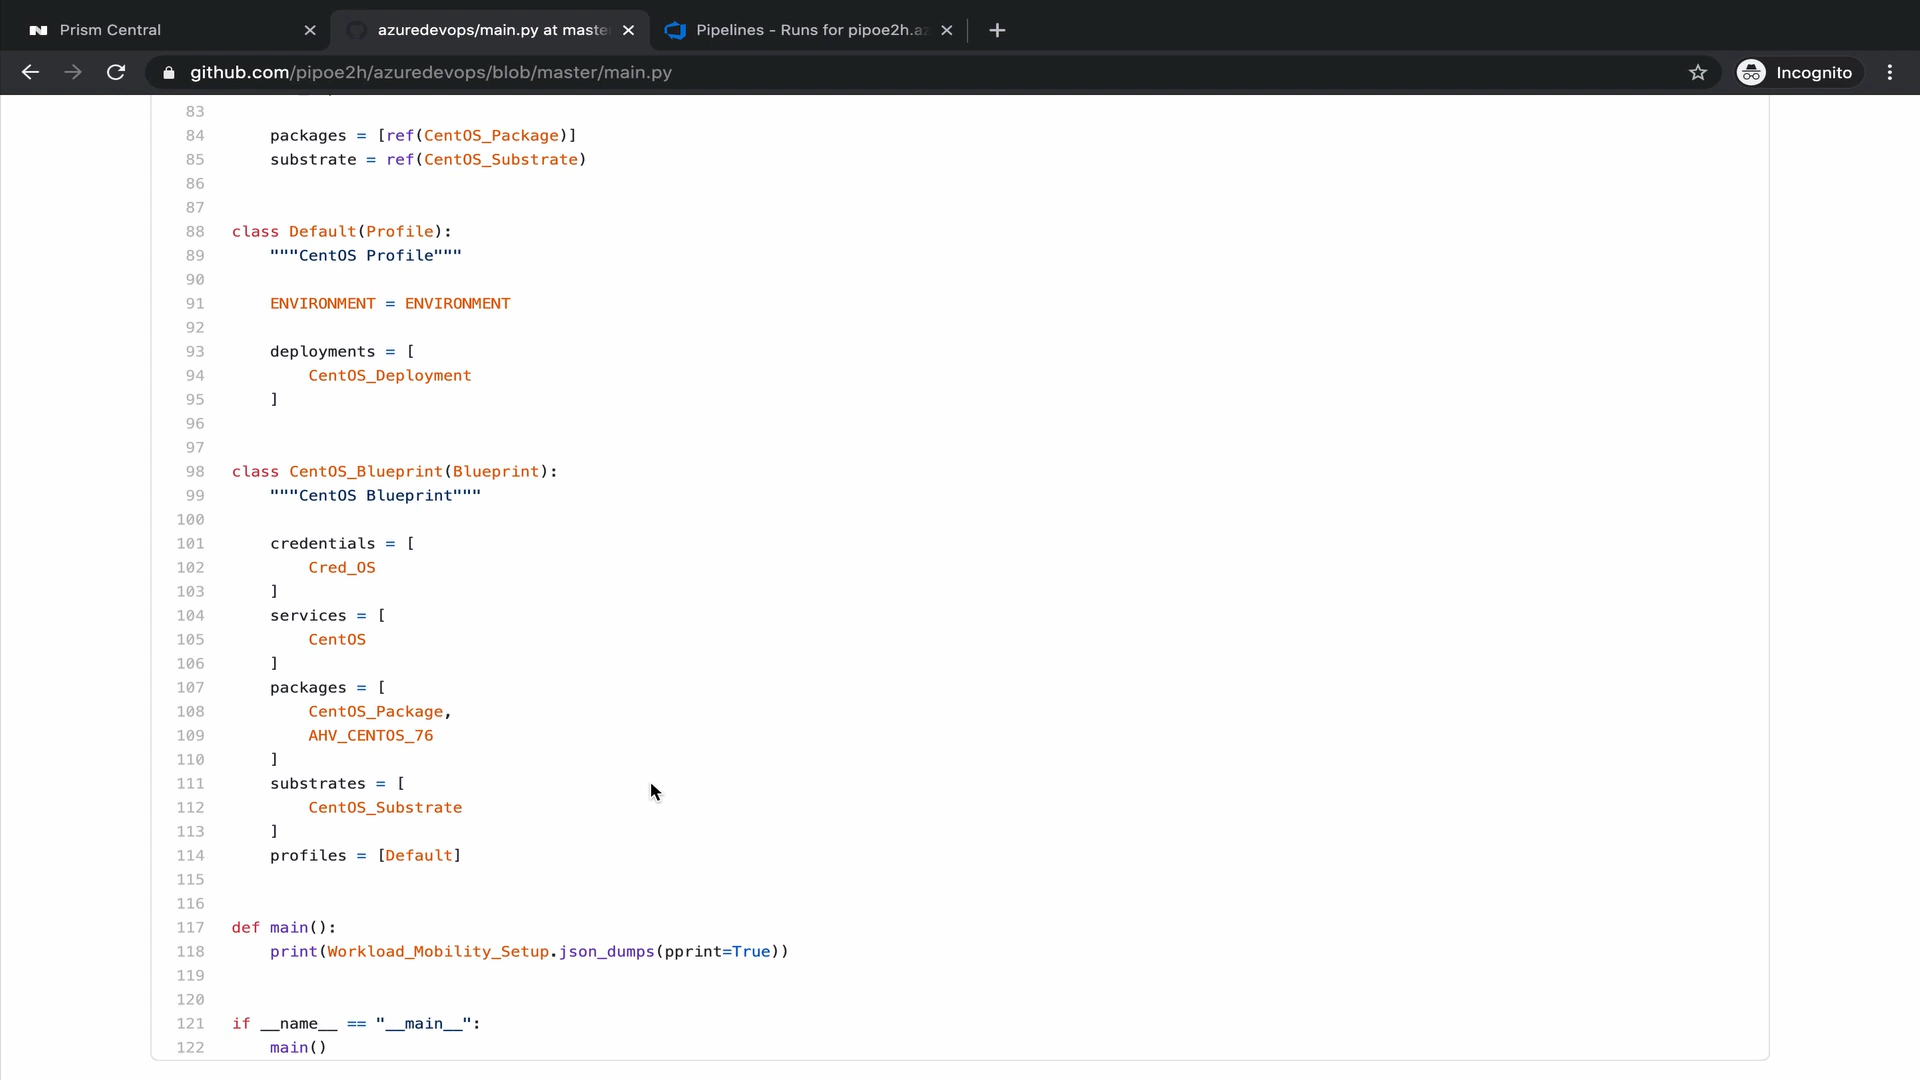 Prism Central
azuredevops/main.py at maste
Pipelines - Runs for pipoe2h.a
github.com/pipoe2h/azuredevops/blob/master/main.py
Incognito
83
84 packages = [ref(CentOS_Package)]
85 substrate = ref(CentOS_Substrate)
86
87
88 class Default(Profile):
89 """CentOS Profile"""
90
91 ENVIRONMENT = ENVIRONMENT
92
93 deployments = [
94 CentOS_Deployment
95 ]
96
97
98 class CentOS_Blueprint(Blueprint):
99 """CentOS Blueprint"""
100
101 credentials = [
102 Cred_OS
103 ]
104 services = [
105 CentOS
106 ]
107 packages = [
108 CentOS_Package,
109 AHV_CENTOS_76
110 ]
111 substrates = [
112 CentOS_Substrate
113 ]
114 profiles = [Default]
115
116
117 def main():
118 print(Workload_Mobility_Setup.json_dumps(pprint=True))
119
120
121 if __name__ == "__main__":
122 main()